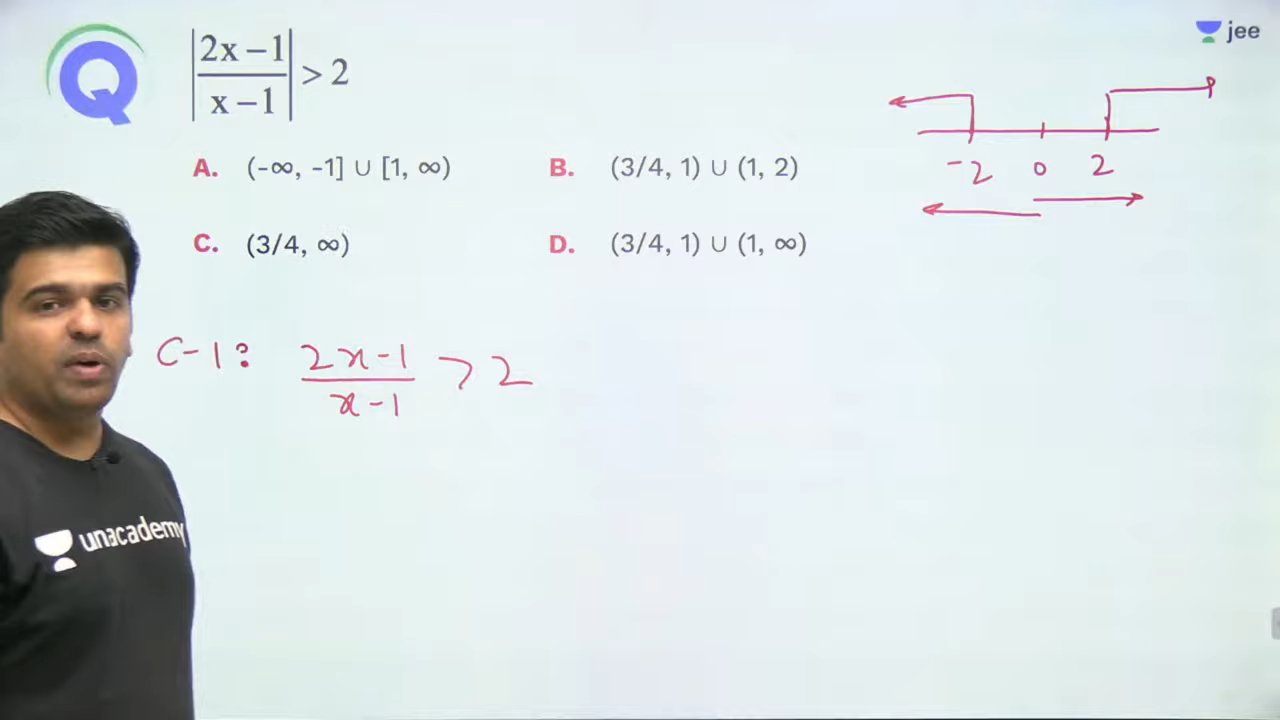 Q
|2x − 1 / x − 1| > 2
jee
A. (-∞, -1] ∪ [1, ∞)
B. (3/4, 1) ∪ (1, 2)
C. (3/4, ∞)
D. (3/4, 1) ∪ (1, ∞)
-2 0 2
C-1: 2x-1 / x-1 > 2
unacademy